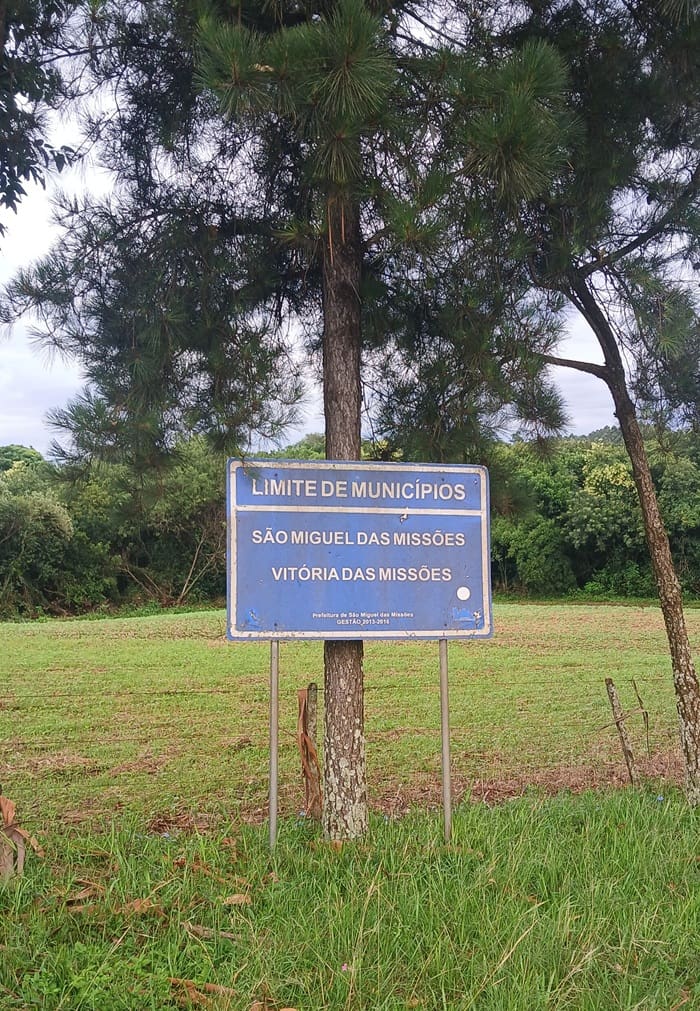 LIMITE DE MUNICÍPIOS
SÃO MIGUEL DAS MISSÕES
VITÓRIA DAS MISSÕES
Prefeitura de São Miguel das Missões
GESTÃO 2013-2016